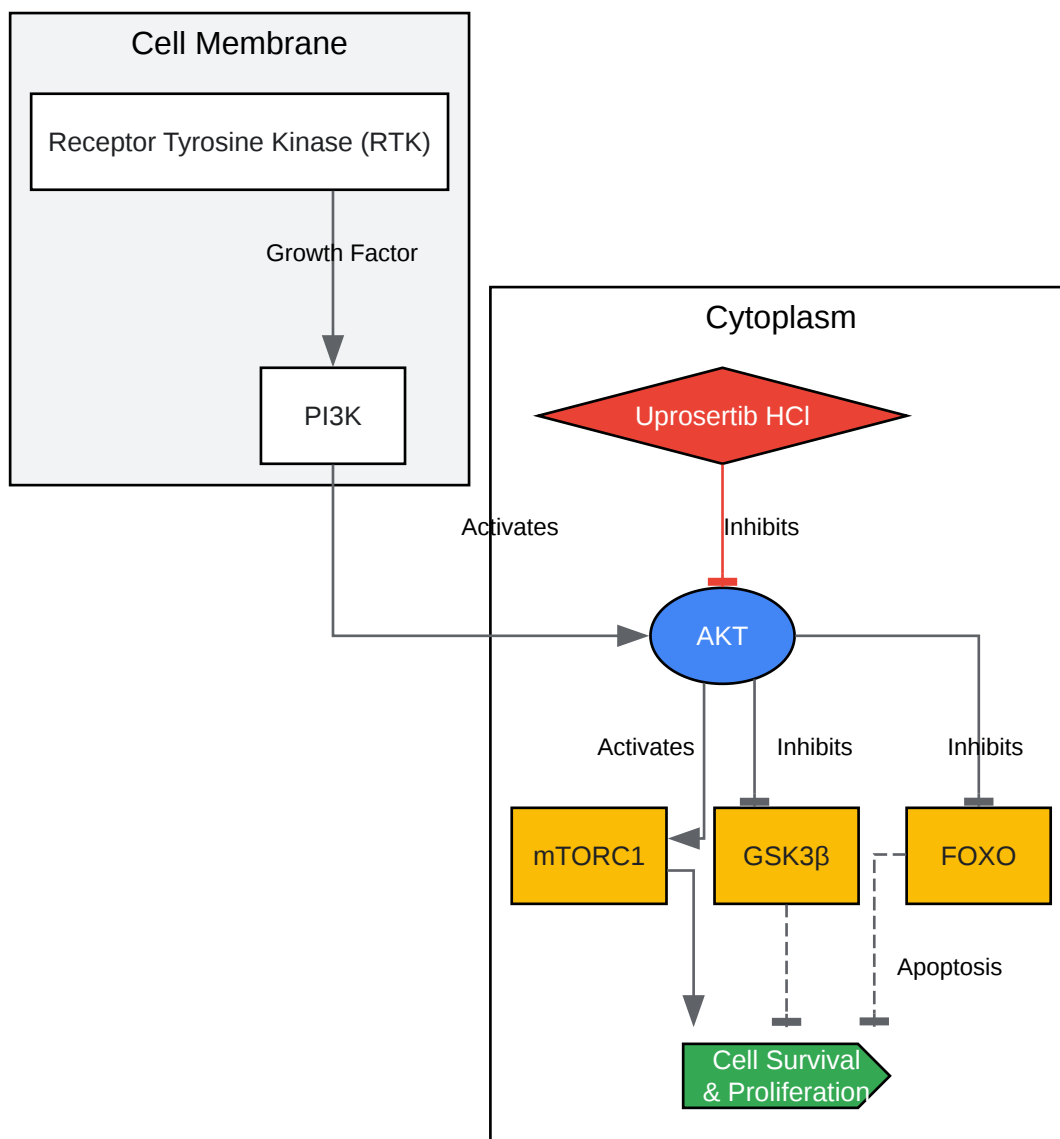 Cell Membrane
Receptor Tyrosine Kinase (RTK)
Growth Factor
PI3K
Cytoplasm
Uprosertib HCl
Activates
Inhibits
AKT
Activates
Inhibits
Inhibits
mTORC1
GSK3β
FOXO
Apoptosis
Cell Survival
& Proliferation